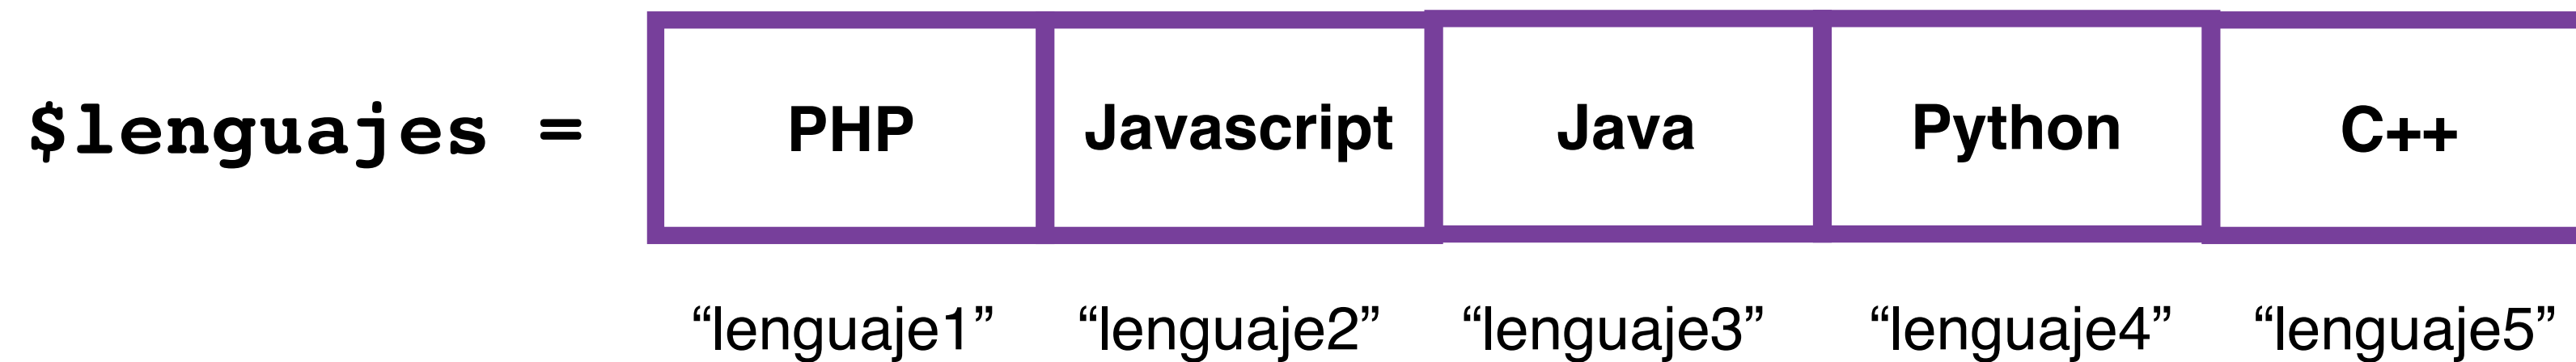 $lenguajes = PHP Javascript Java Python C++
“lenguaje1” “lenguaje2” “lenguaje3” “lenguaje4” “lenguaje5”